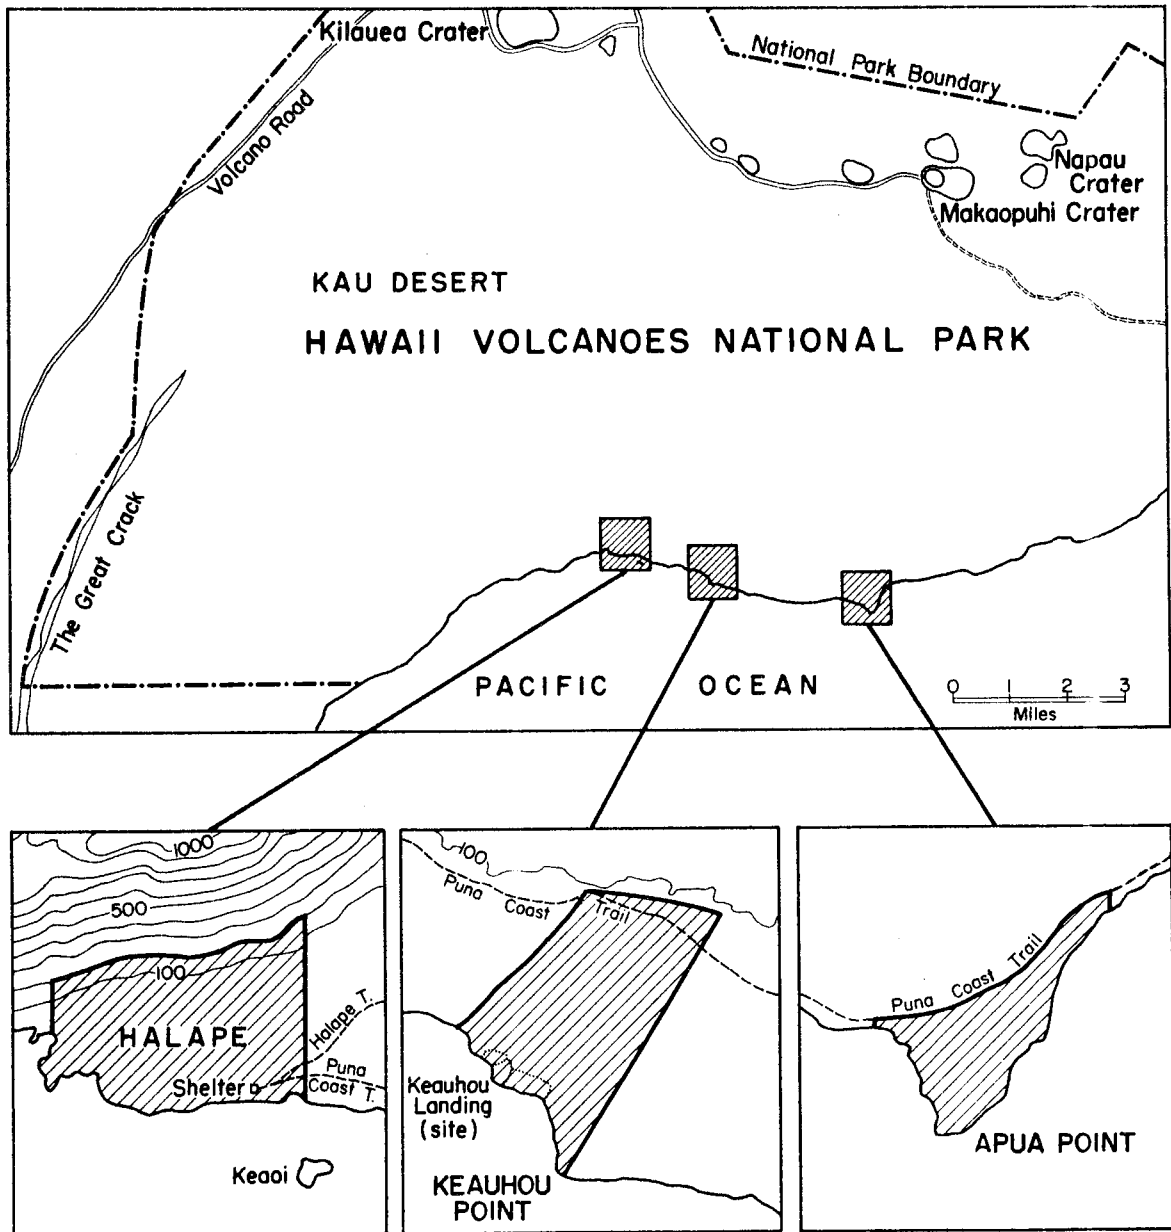 Kilauea Crater
National Park Boundary
Volcano Road
Napau
Crater
Makaopuhi Crater
KAU DESERT
HAWAII VOLCANOES NATIONAL PARK
The Great Crack
PACIFIC OCEAN
0 1 2 3
Miles
1000
500
100
HALAPE
Halape T.
Shelter
Puna
Coast T.
Keaoi
100
Puna Coast Trail
Keauhou
Landing
(site)
KEAUHOU
POINT
Puna Coast Trail
APUA POINT